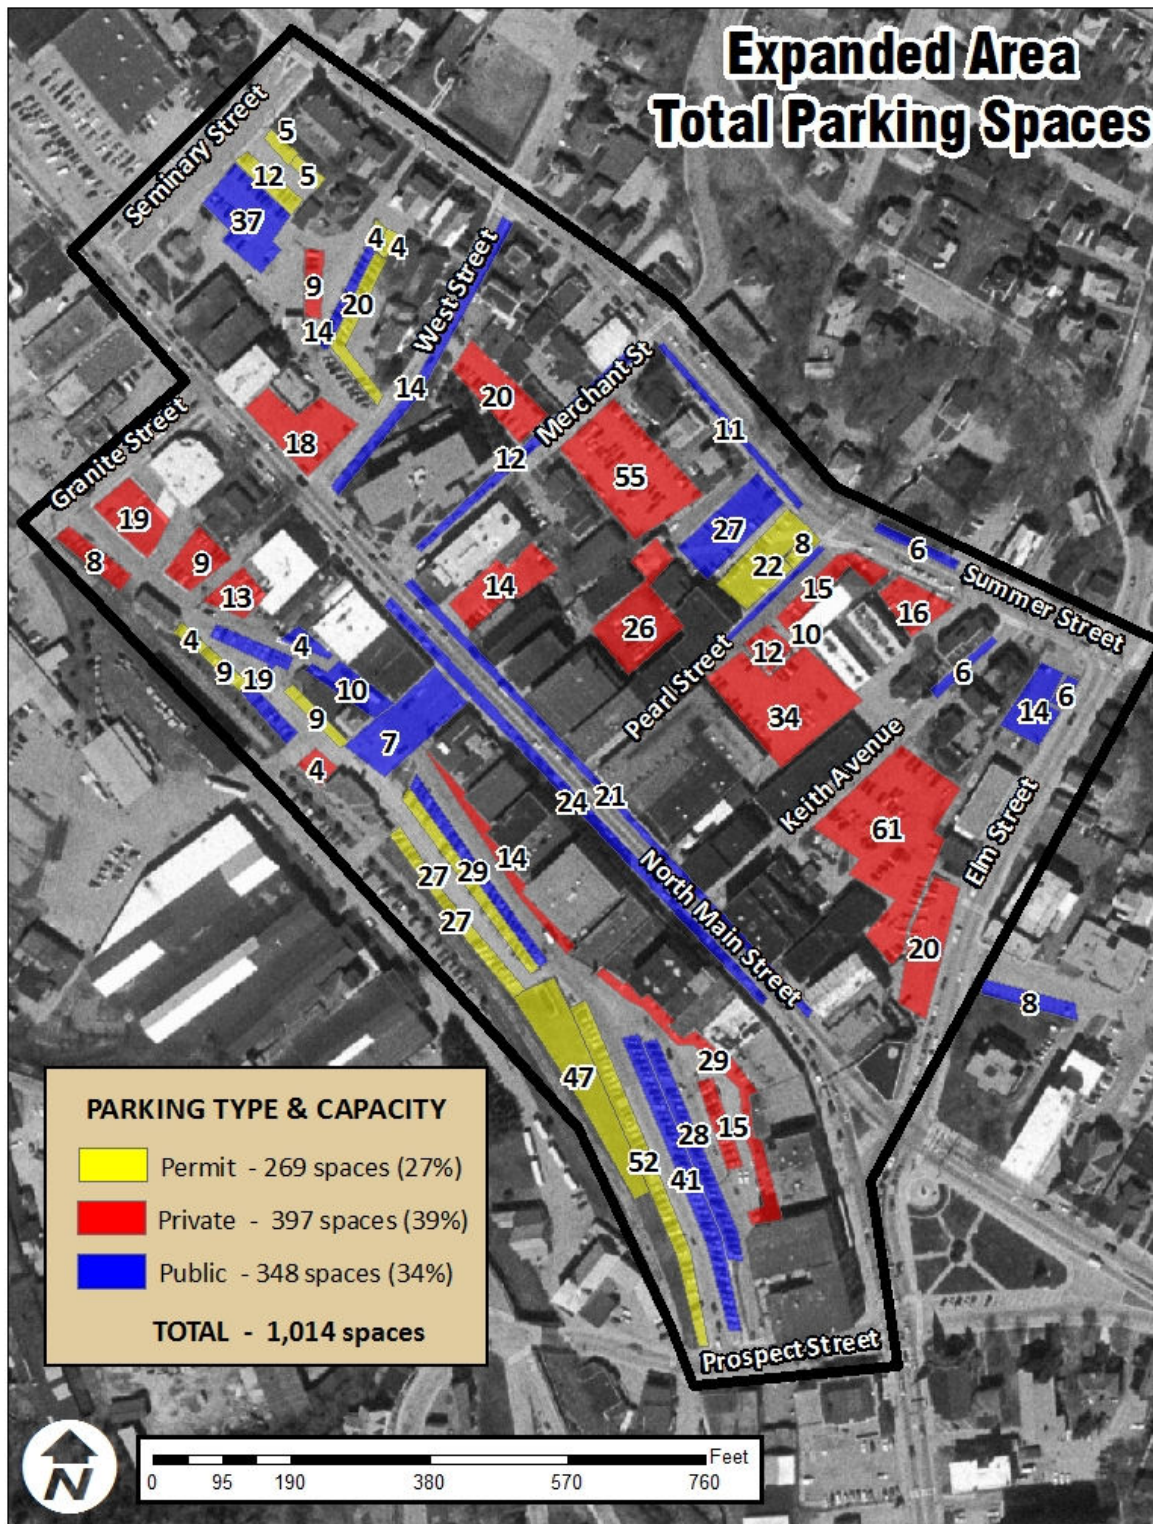 Expanded Area
Total Parking Spaces
Seminary Street
5
12
5
37
4
4
9
20
14
West Street
14
20
Merchant St
12
18
55
11
Granite Street
19
8
9
13
27
8
22
6
Summer Street
14
15
16
26
10
12
Pearl Street
34
6
14
6
4
4
9
19
10
9
7
4
Keith Avenue
61
Elm Street
24
21
North Main Street
14
27
29
27
20
8
47
29
28
15
52
41
PARKING TYPE & CAPACITY
Permit - 269 spaces (27%)
Private - 397 spaces (39%)
Public - 348 spaces (34%)
TOTAL - 1,014 spaces
Prospect Street
N
Feet
0 95 190 380 570 760